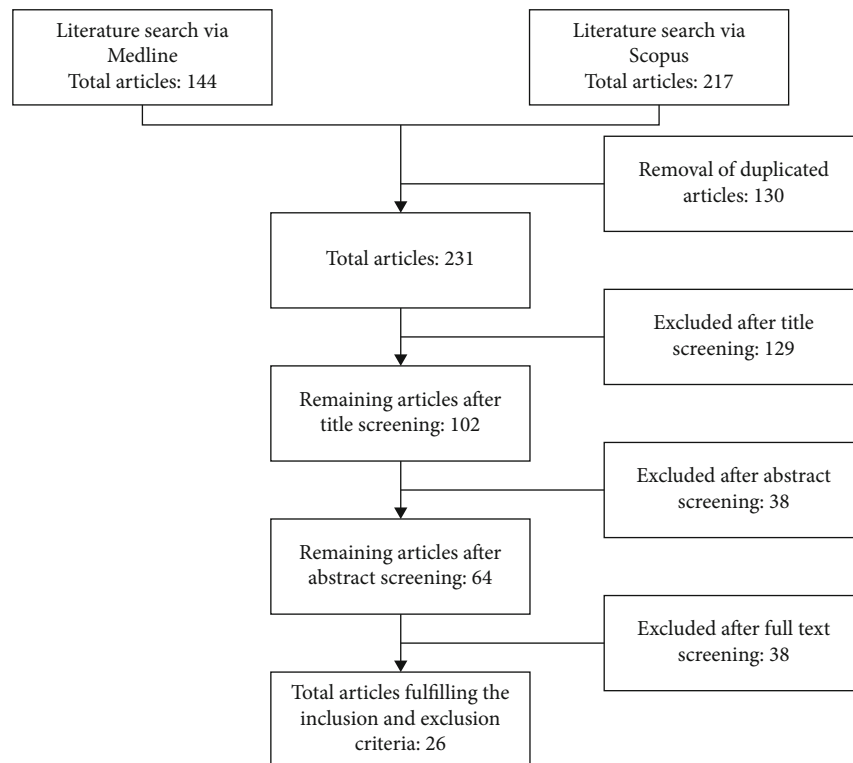 Literature search via
Medline
Total articles: 144
Literature search via
Scopus
Total articles: 217
Removal of duplicated
articles: 130
Total articles: 231
Excluded after title
screening: 129
Remaining articles after
title screening: 102
Excluded after abstract
screening: 38
Remaining articles after
abstract screening: 64
Excluded after full text
screening: 38
Total articles fulfilling the
inclusion and exclusion
criteria: 26